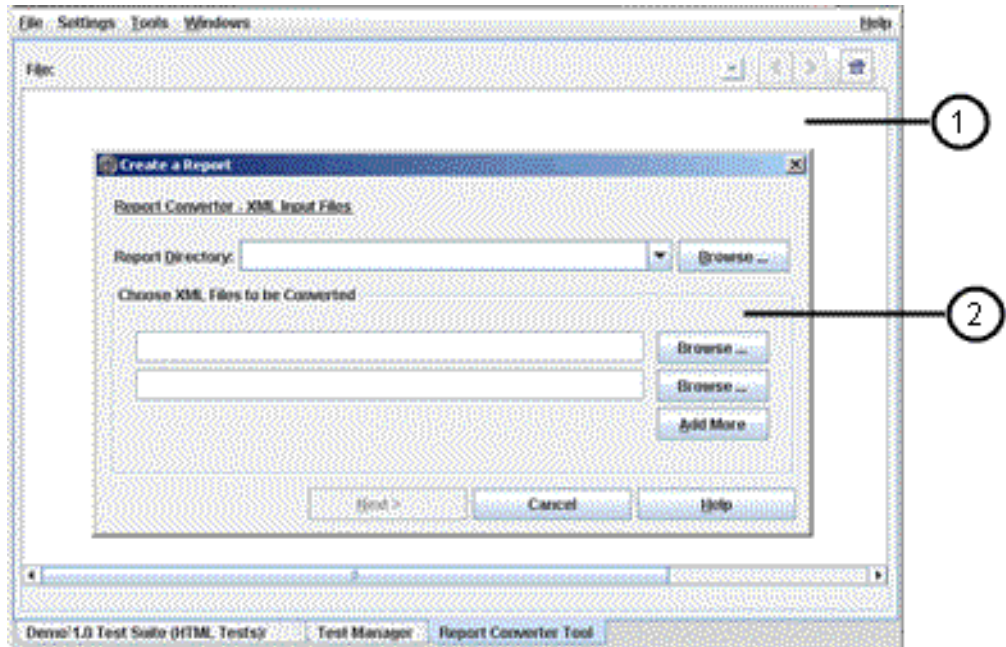 File Settings Tools Windows Help
File:
1
Create a Report
Report Converter - XML Input Files
Report Directory: Browse ...
Choose XML Files to be Converted
2
Browse ...
Browse ...
Add More
Next > Cancel Help
Demo 1.0 Test Suite (HTML Tests): Test Manager Report Converter Tool